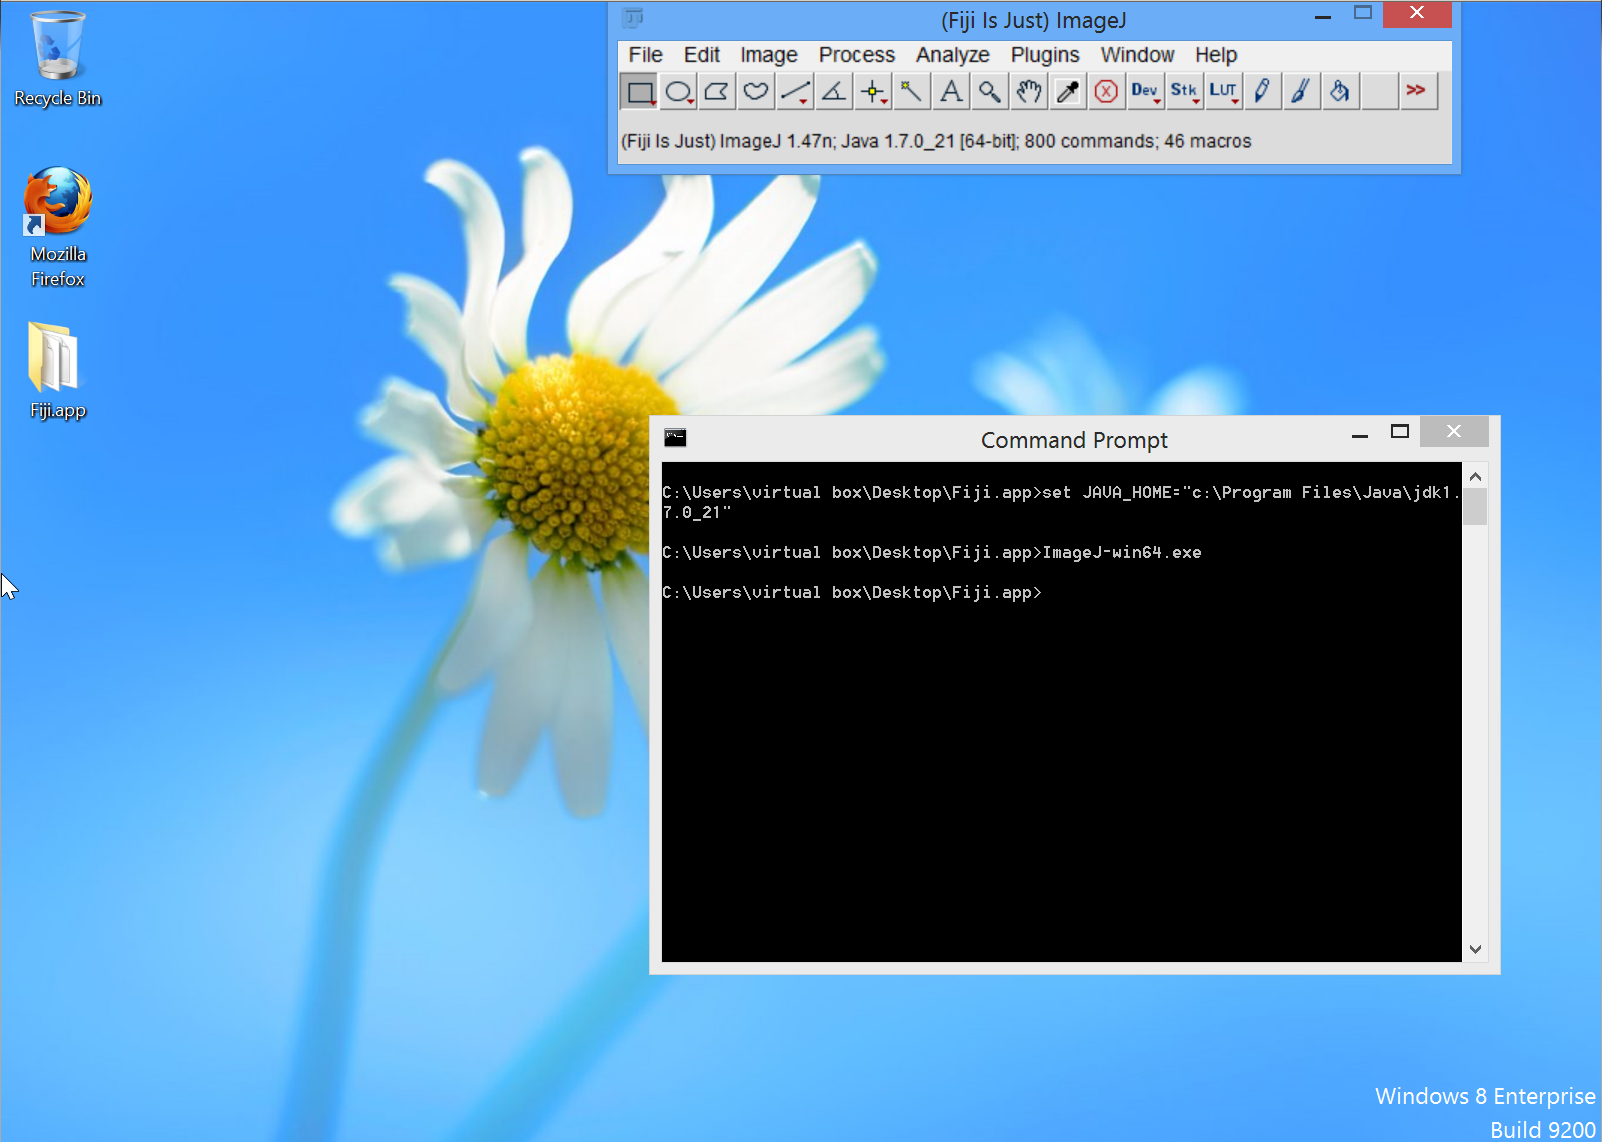 Recycle Bin
Mozilla
Firefox
Fiji.app
(Fiji Is Just) ImageJ
File Edit Image Process Analyze Plugins Window Help
A Dev Stk LUT >>
(Fiji Is Just) ImageJ 1.47n; Java 1.7.0_21 [64-bit]; 800 commands; 46 macros
Command Prompt
C:\Users\virtual box\Desktop\Fiji.app>set JAVA_HOME="c:\Program Files\Java\jdk1.
7.0_21"
C:\Users\virtual box\Desktop\Fiji.app>ImageJ-win64.exe
C:\Users\virtual box\Desktop\Fiji.app>
Windows 8 Enterprise
Build 9200